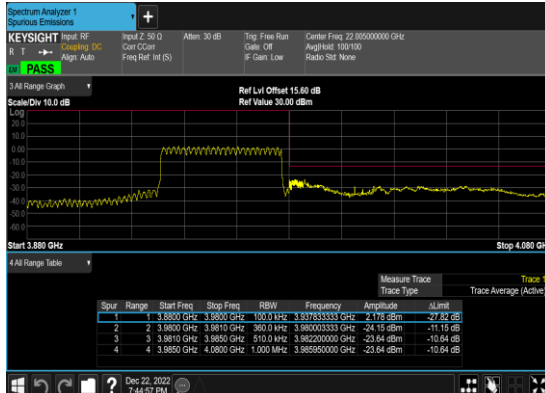 Spectrum Analyzer 1
Spurious Emissions
+
KEYSIGHT Input: RF Input Z: 50 Ω Atten: 30 dB Trig: Free Run Center Freq: 22.005000000 GHz
R T Coupling: DC Corr CCorr Gate: Off Avg|Hold: 100/100
Align: Auto Freq Ref: Int (S) IF Gain: Low Radio Std: None
PASS
3 All Range Graph
Ref Lvl Offset 15.60 dB
Scale/Div 10.0 dB Ref Value 30.00 dBm
Log
20.0
10.0
0.00
-10.0
-20.0
-30.0
-40.0
-50.0
-60.0
Start 3.880 GHz Stop 4.080 GHz
4 All Range Table
Measure Trace Trace 1
Trace Type Trace Average (Active)
Spur Range Start Freq Stop Freq RBW Frequency Amplitude ΔLimit
1 1 3.8800 GHz 3.9800 GHz 100.0 kHz 3.937833333 GHz 2.178 dBm -27.82 dB
2 2 3.9800 GHz 3.9810 GHz 360.0 kHz 3.980003333 GHz -24.15 dBm -11.15 dB
3 3 3.9810 GHz 3.9850 GHz 510.0 kHz 3.982200000 GHz -23.64 dBm -10.64 dB
4 4 3.9850 GHz 4.0800 GHz 1.000 MHz 3.985950000 GHz -23.64 dBm -10.64 dB
?
Dec 22, 2022
7:44:57 PM